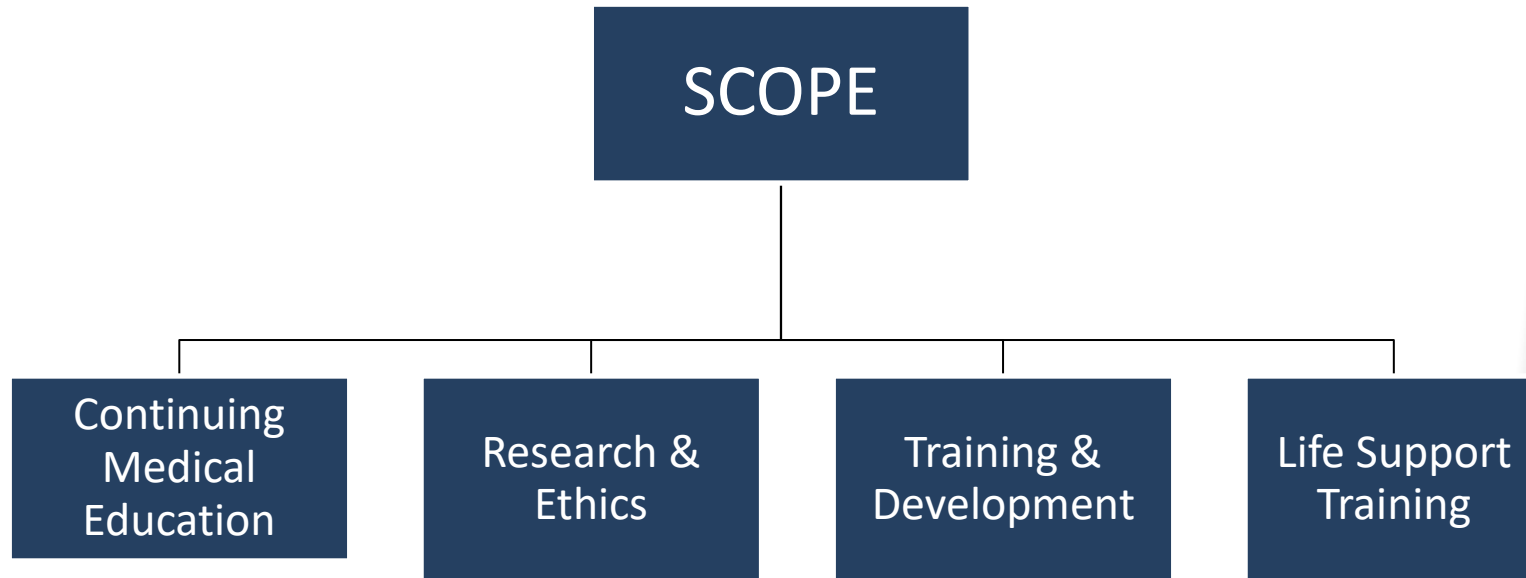 SCOPE
Continuing
Medical
Education
Research &
Ethics
Training &
Development
Life Support
Training